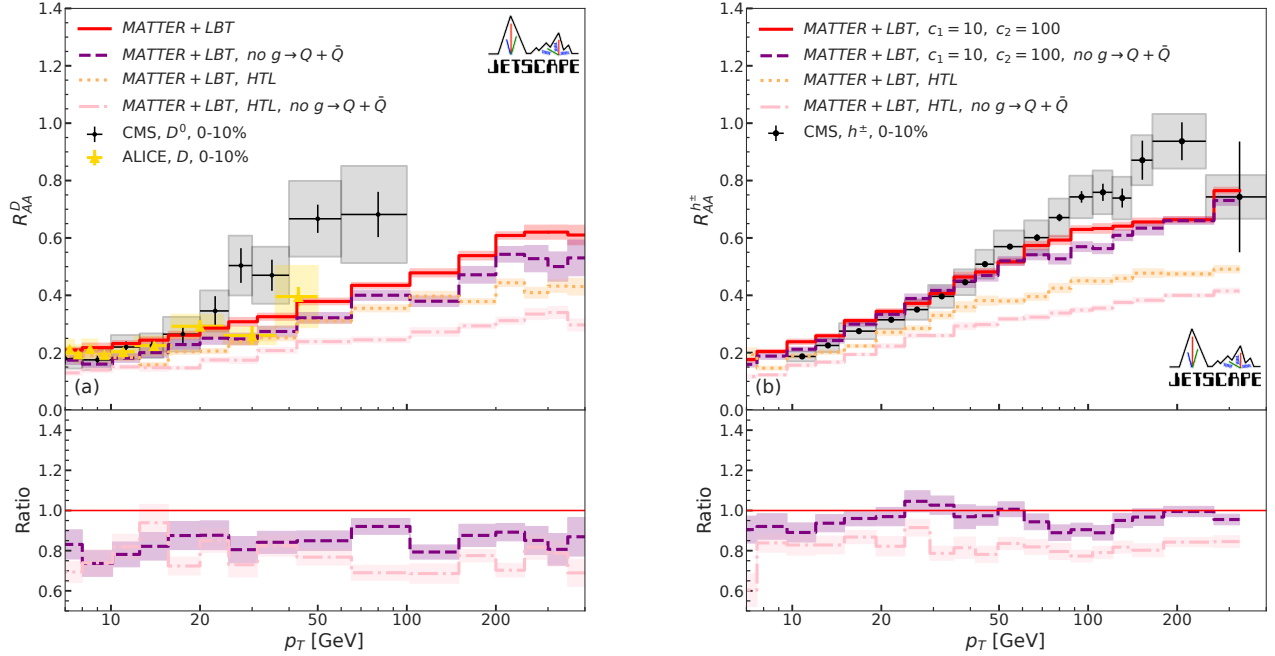 MATTER + LBT
MATTER + LBT, no g → Q + Q̄
MATTER + LBT, HTL
MATTER + LBT, HTL, no g → Q + Q̄
CMS, D⁰, 0-10%
ALICE, D, 0-10%
JETSCAPE
1.4
1.2
1.0
0.8
0.6
0.4
0.2
0.0
R_AA^D
(a)
1.4
1.2
1.0
0.8
0.6
Ratio
10
20
50
100
200
p_T [GeV]
MATTER + LBT, c₁ = 10, c₂ = 100
MATTER + LBT, c₁ = 10, c₂ = 100, no g → Q + Q̄
MATTER + LBT, HTL
MATTER + LBT, HTL, no g → Q + Q̄
CMS, h±, 0-10%
JETSCAPE
1.4
1.2
1.0
0.8
0.6
0.4
0.2
0.0
R_AA^h±
(b)
1.4
1.2
1.0
0.8
0.6
Ratio
10
20
50
100
200
p_T [GeV]